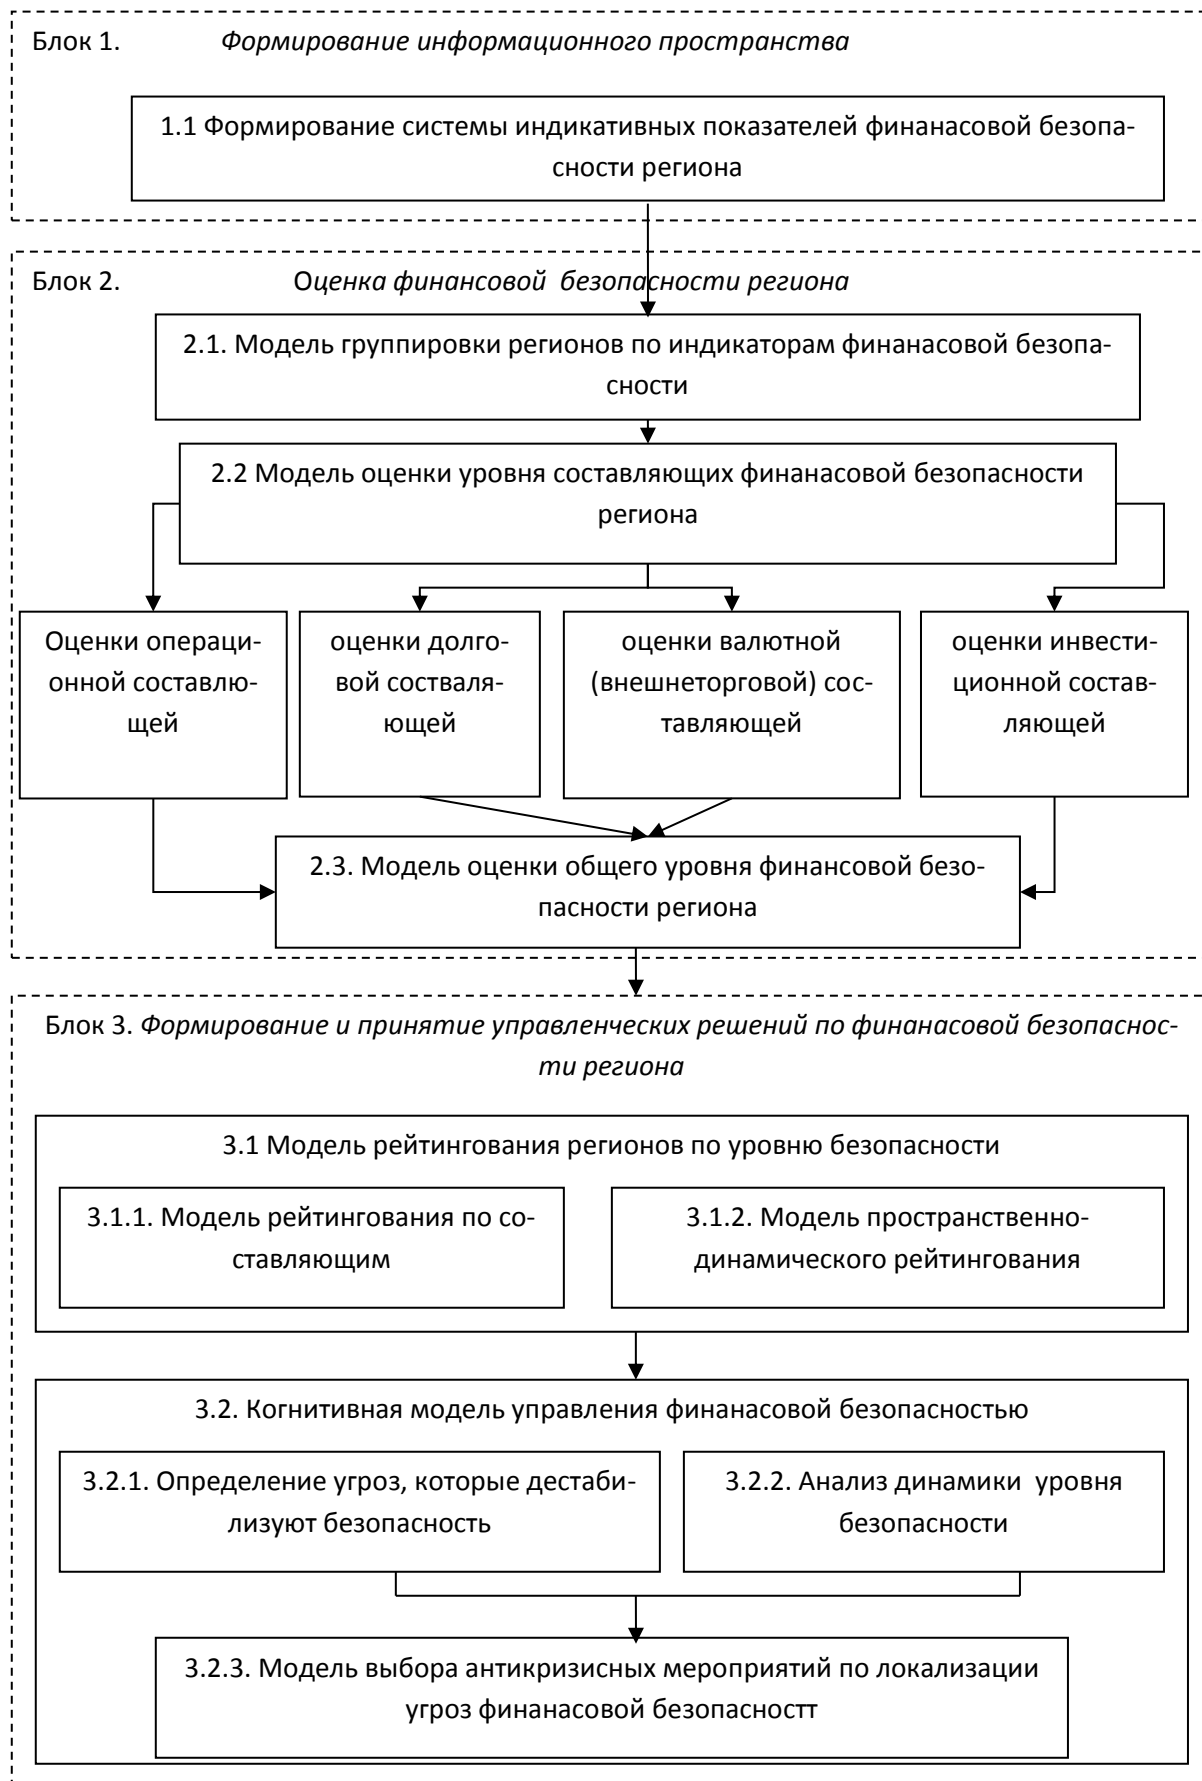 Блок 1. Формирование информационного пространства
1.1 Формирование системы индикативных показателей финанасовой безопа-
сности региона
Блок 2. Оценка финансовой безопасности региона
2.1. Модель группировки регионов по индикаторам финанасовой безопа-
сности
2.2 Модель оценки уровня составляющих финанасовой безопасности
региона
Оценки операци-
онной составлю-
щей
оценки долго-
вой состваля-
ющей
оценки валютной
(внешнеторговой) сос-
тавляющей
оценки инвести-
ционной состав-
ляющей
2.3. Модель оценки общего уровня финансовой безо-
пасности региона
Блок 3. Формирование и принятие управленческих решений по финанасовой безопаснос-
ти региона
3.1 Модель рейтингования регионов по уровню безопасности
3.1.1. Модель рейтингования по со-
ставляющим
3.1.2. Модель пространственно-
динамического рейтингования
3.2. Когнитивная модель управления финанасовой безопасностью
3.2.1. Определение угроз, которые дестаби-
лизуют безопасность
3.2.2. Анализ динамики уровня
безопасности
3.2.3. Модель выбора антикризисных мероприятий по локализации
угроз финанасовой безопасностт